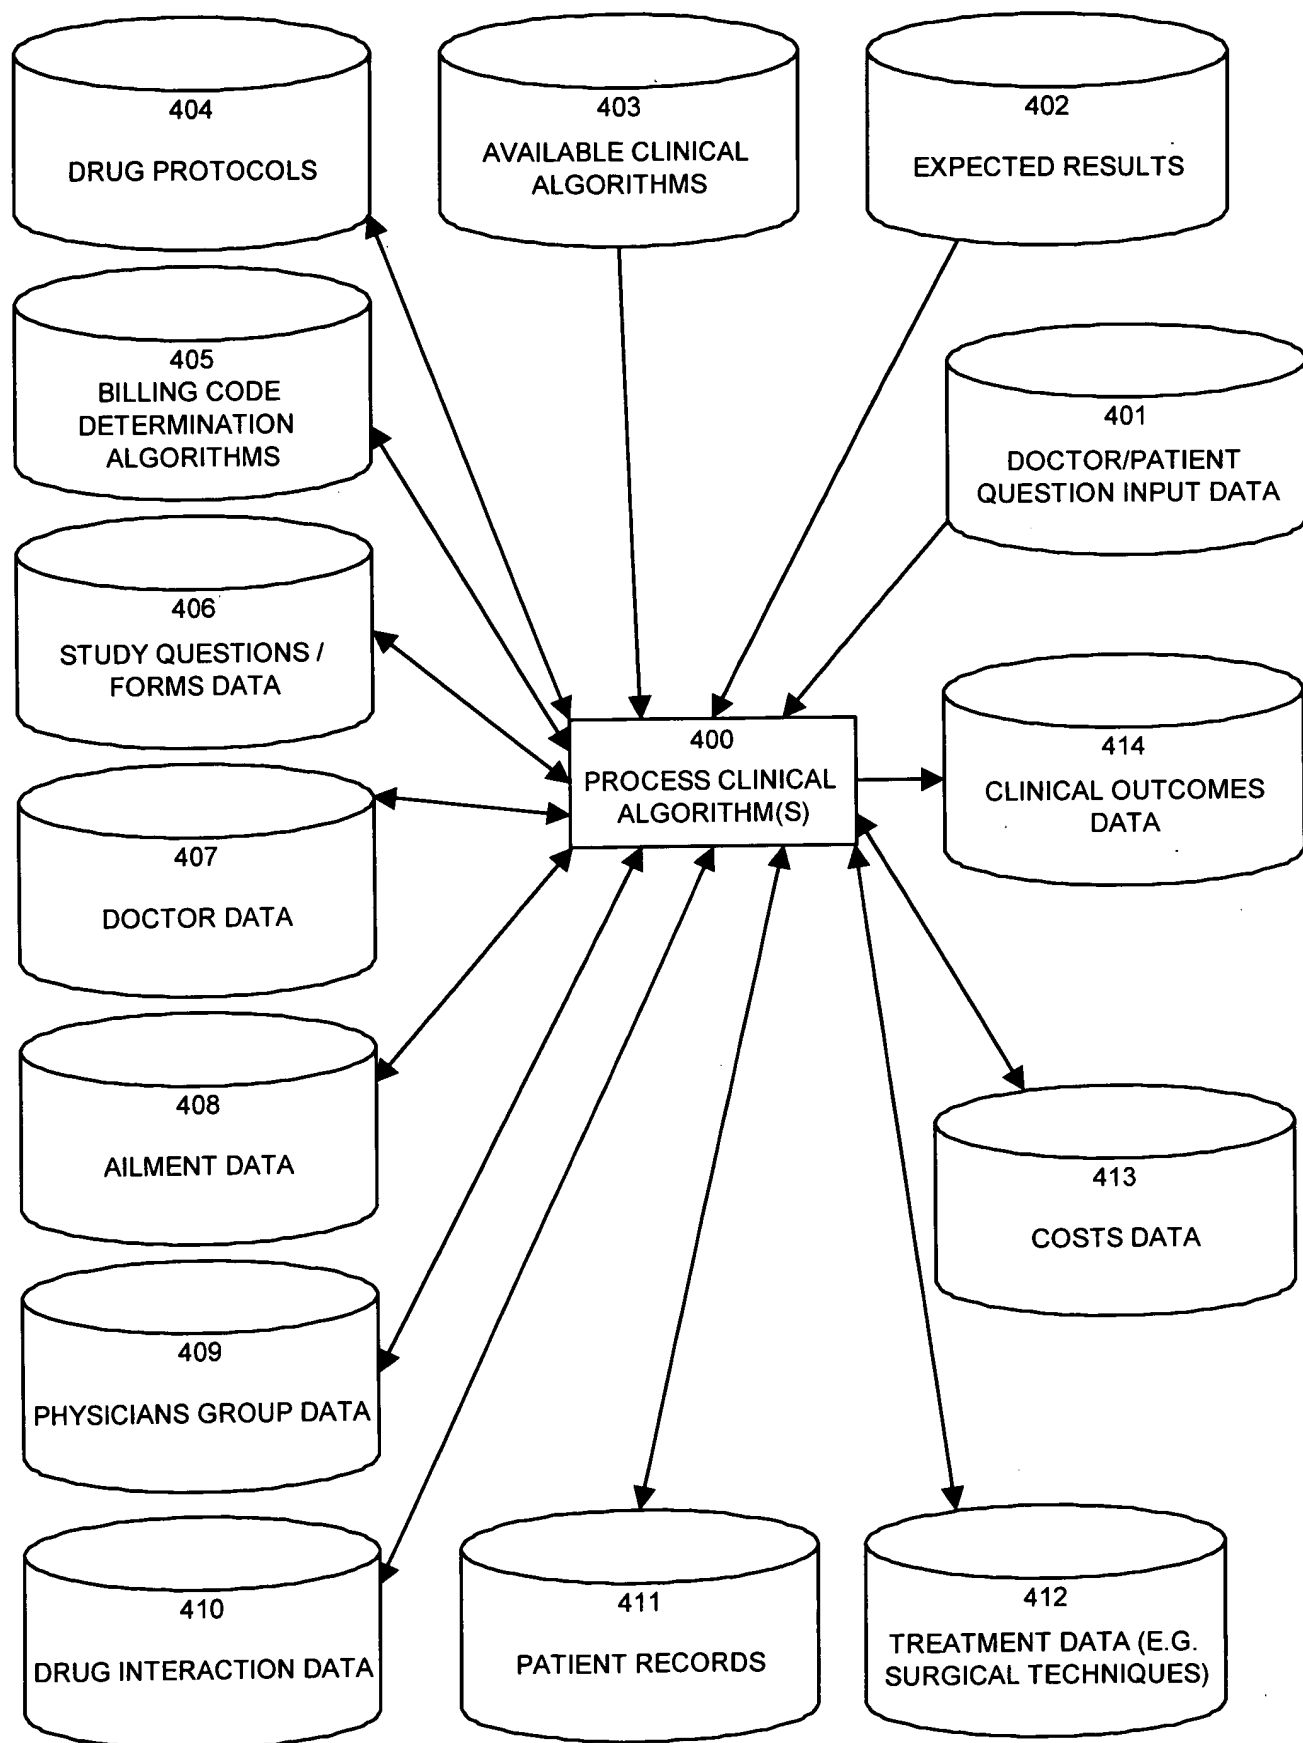 404
DRUG PROTOCOLS
403
AVAILABLE CLINICAL
ALGORITHMS
402
EXPECTED RESULTS
405
BILLING CODE
DETERMINATION
ALGORITHMS
401
DOCTOR/PATIENT
QUESTION INPUT DATA
406
STUDY QUESTIONS /
FORMS DATA
400
PROCESS CLINICAL
ALGORITHM(S)
414
CLINICAL OUTCOMES
DATA
407
DOCTOR DATA
408
AILMENT DATA
413
COSTS DATA
409
PHYSICIANS GROUP DATA
410
DRUG INTERACTION DATA
411
PATIENT RECORDS
412
TREATMENT DATA (E.G.
SURGICAL TECHNIQUES)